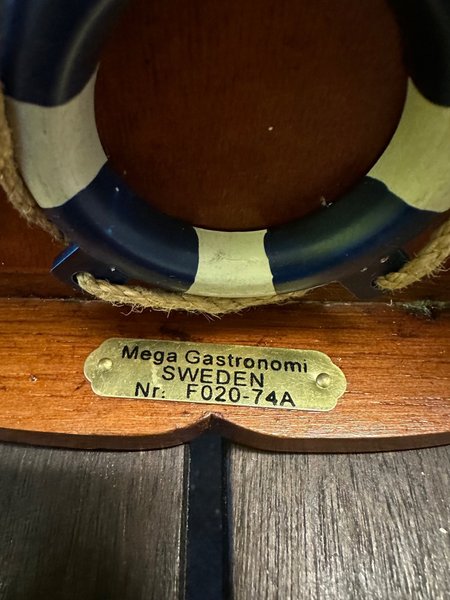 Mega Gastronomi
SWEDEN
Nr. F020-74A